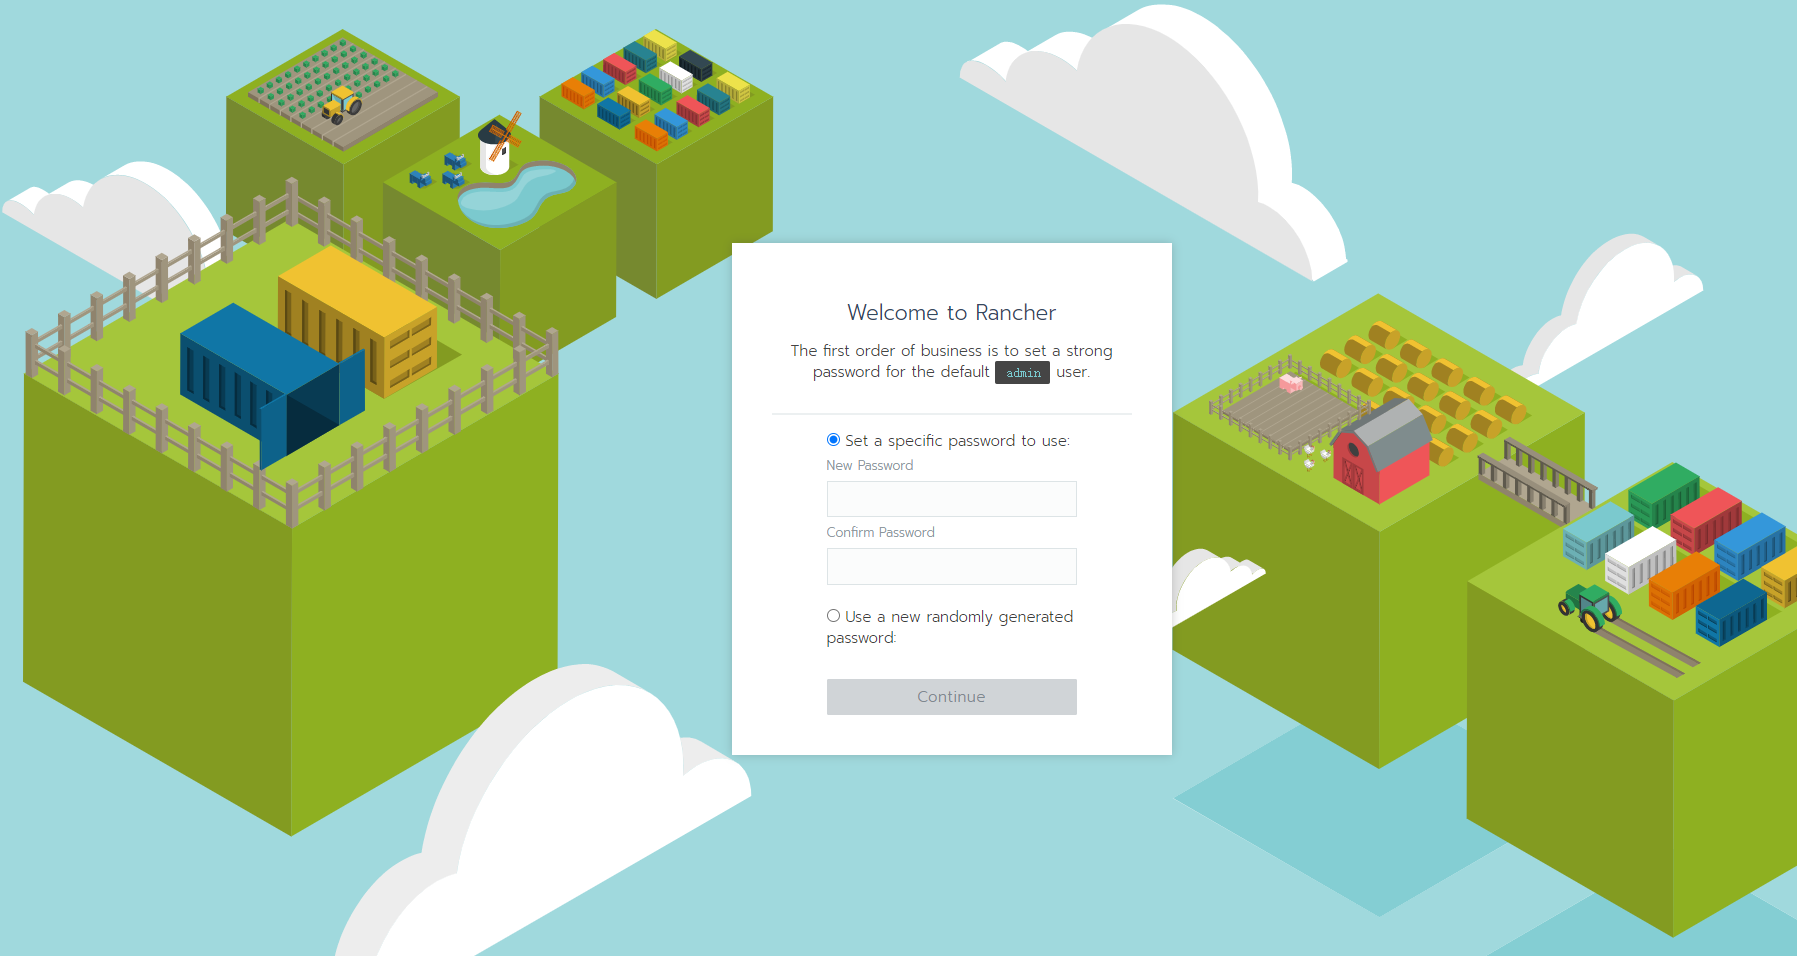 Welcome to Rancher
The first order of business is to set a strong
password for the default admin user.
Set a specific password to use:
New Password
Confirm Password
Use a new randomly generated
password:
Continue